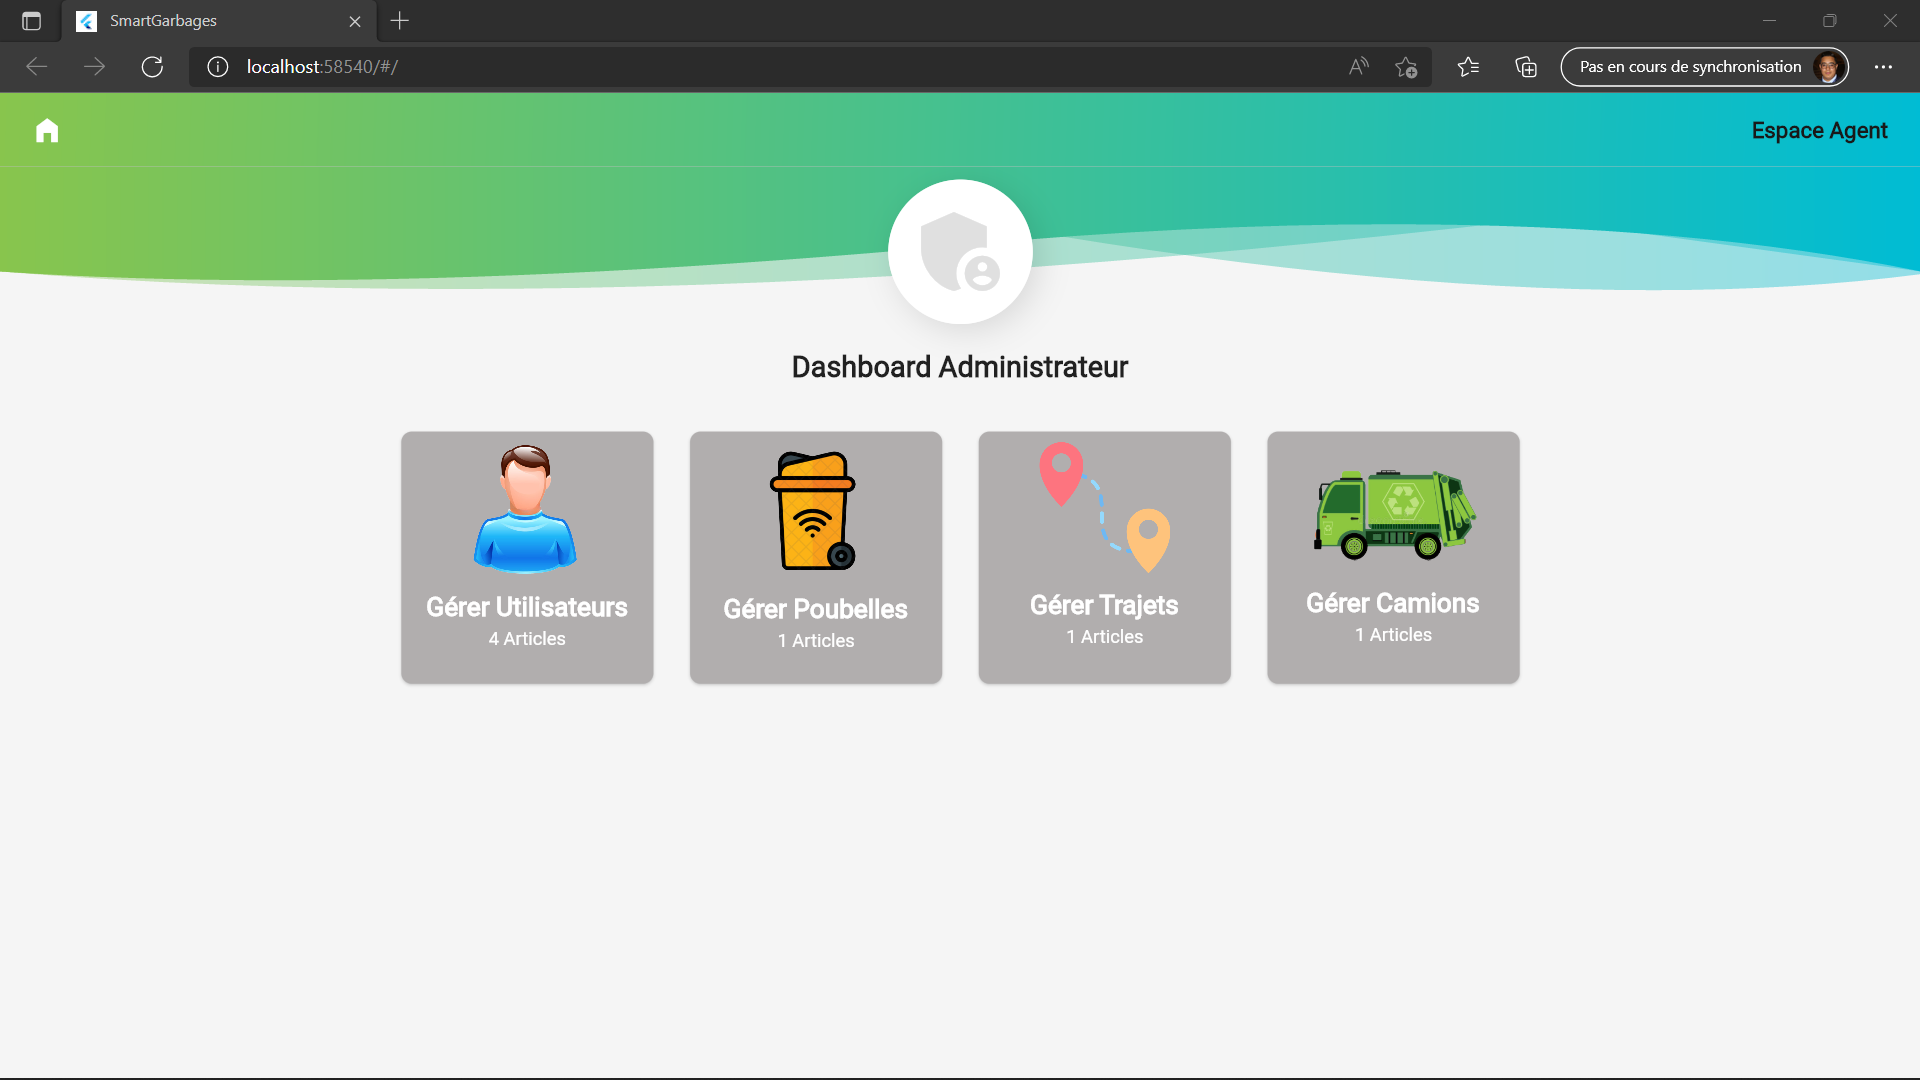 SmartGarbages
localhost:58540/#/
Pas en cours de synchronisation
Espace Agent
Dashboard Administrateur
Gérer Utilisateurs
4 Articles
Gérer Poubelles
1 Articles
Gérer Trajets
1 Articles
Gérer Camions
1 Articles